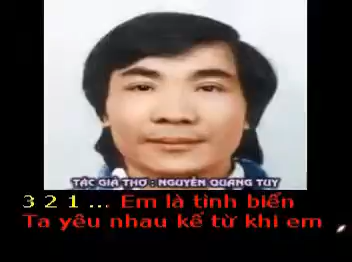 TÁC GIẢ THƠ : NGUYỄN QUANG TUY
3 2 1 ... Em là tình biển
Ta yêu nhau kể từ khi em